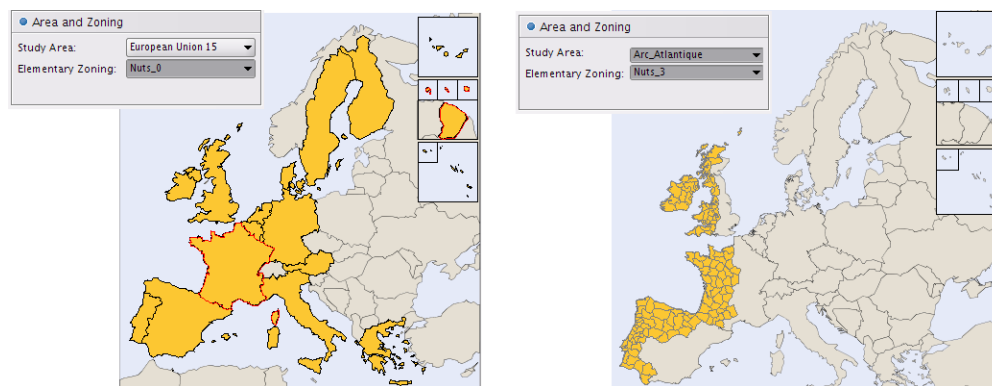 Area and Zoning
Study Area: European Union 15
Elementary Zoning: Nuts_0
Area and Zoning
Study Area: Arc_Atlantique
Elementary Zoning: Nuts_3